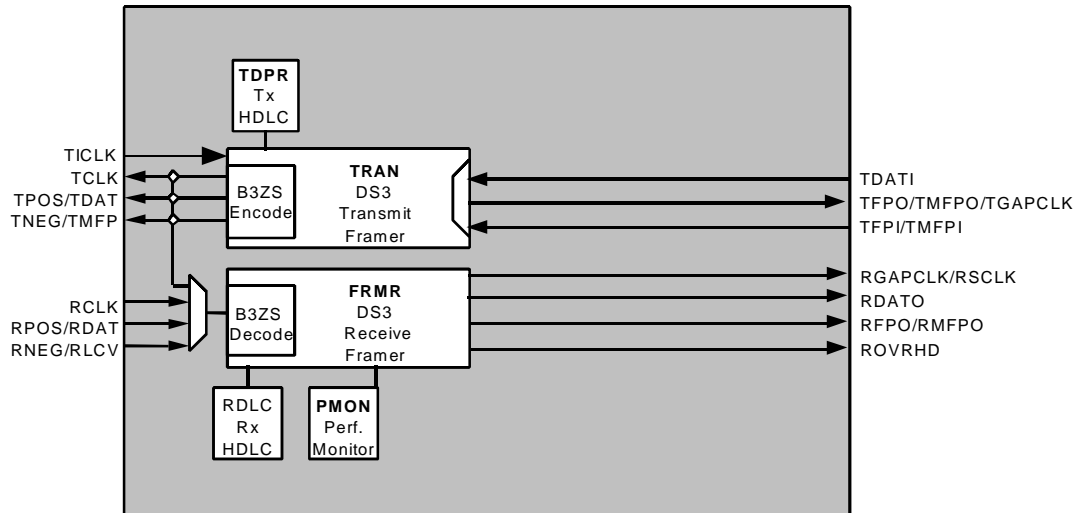 TDPR
Tx
HDLC
TICLK
TCLK
TPOS/TDAT
TNEG/TMFP
B3ZS
Encode
TRAN
DS3
Transmit
Framer
TDATI
TFPO/TMFPO/TGAPCLK
TFPI/TMFPI
RCLK
RPOS/RDAT
RNEG/RLCV
B3ZS
Decode
FRMR
DS3
Receive
Framer
RGAPCLK/RSCLK
RDATO
RFPO/RMFPO
ROVRHD
RDLC
Rx
HDLC
PMON
Perf.
Monitor